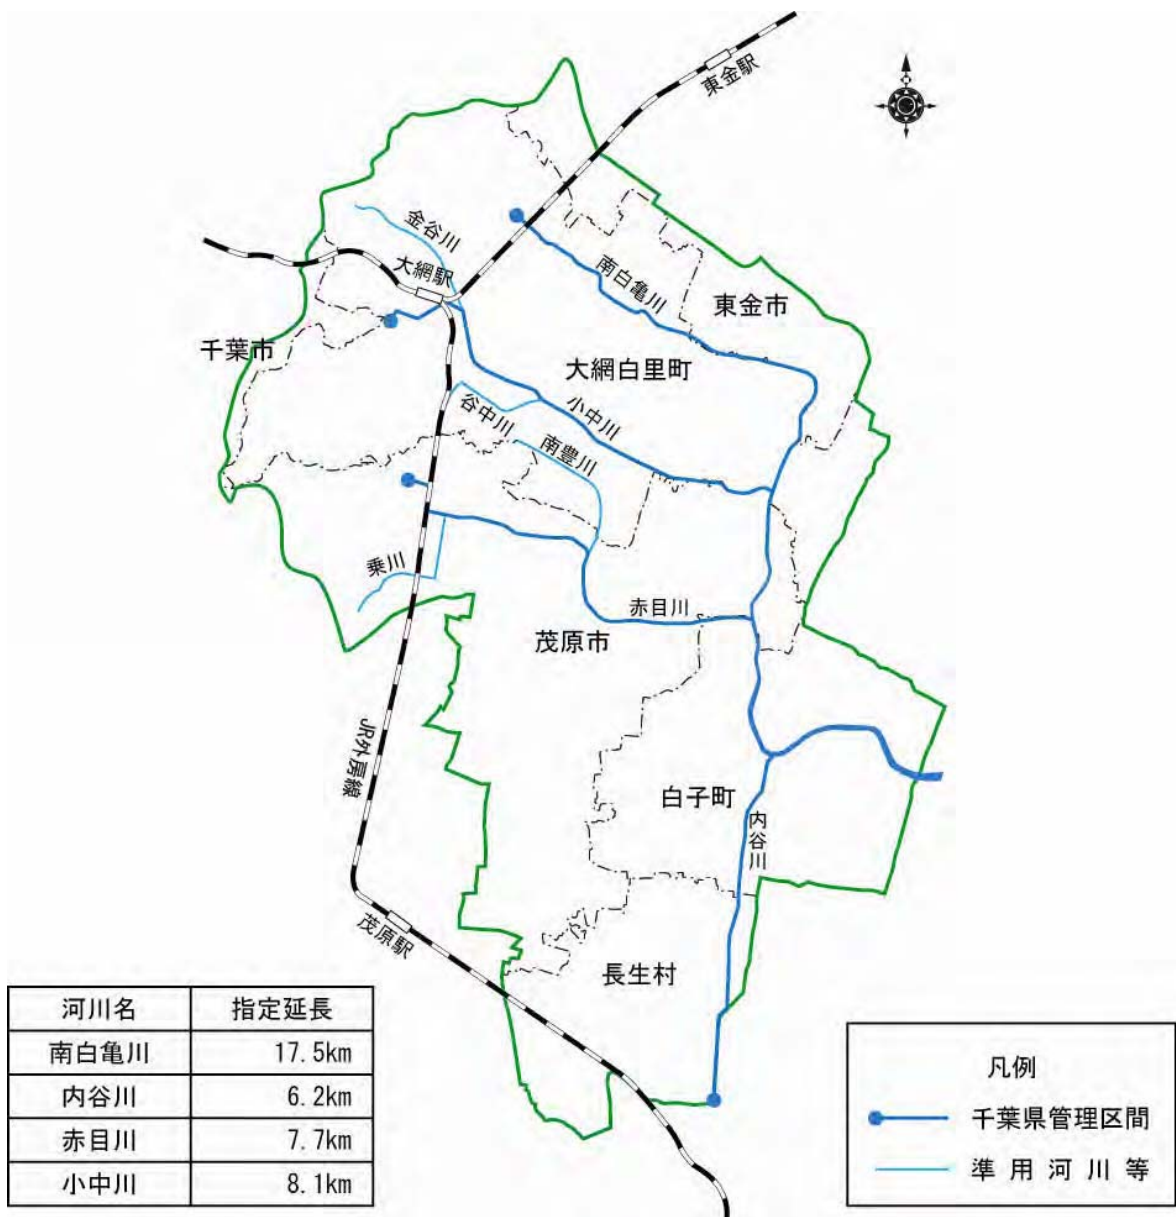 東金駅
金谷川
大網駅
南白亀川
東金市
千葉市
大網白里町
小中川
谷中川
南豊川
乗川
赤目川
茂原市
JR外房線
白子町
内谷川
茂原駅
長生村
河川名 指定延長
南白亀川 17.5km
内谷川 6.2km
赤目川 7.7km
小中川 8.1km
凡例
千葉県管理区間
準用河川等